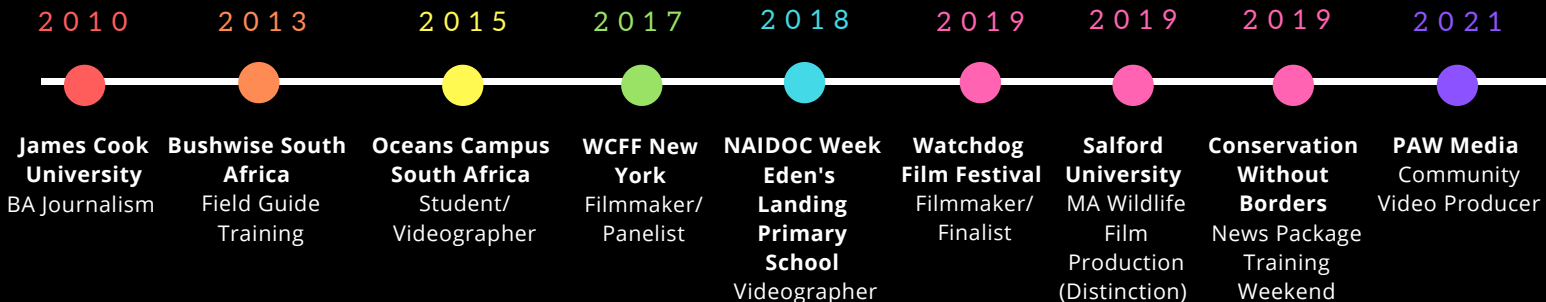 2010
James Cook
University
BA Journalism
2013
Bushwise South
Africa
Field Guide
Training
2015
Oceans Campus
South Africa
Student/
Videographer
2017
WCFF New
York
Filmmaker/
Panelist
2018
NAIDOC Week
Eden's
Landing
Primary
School
Videographer
2019
Watchdog
Film Festival
Filmmaker/
Finalist
2019
Salford
University
MA Wildlife
Film
Production
(Distinction)
2019
Conservation
Without
Borders
News Package
Training
Weekend
2021
PAW Media
Community
Video Producer